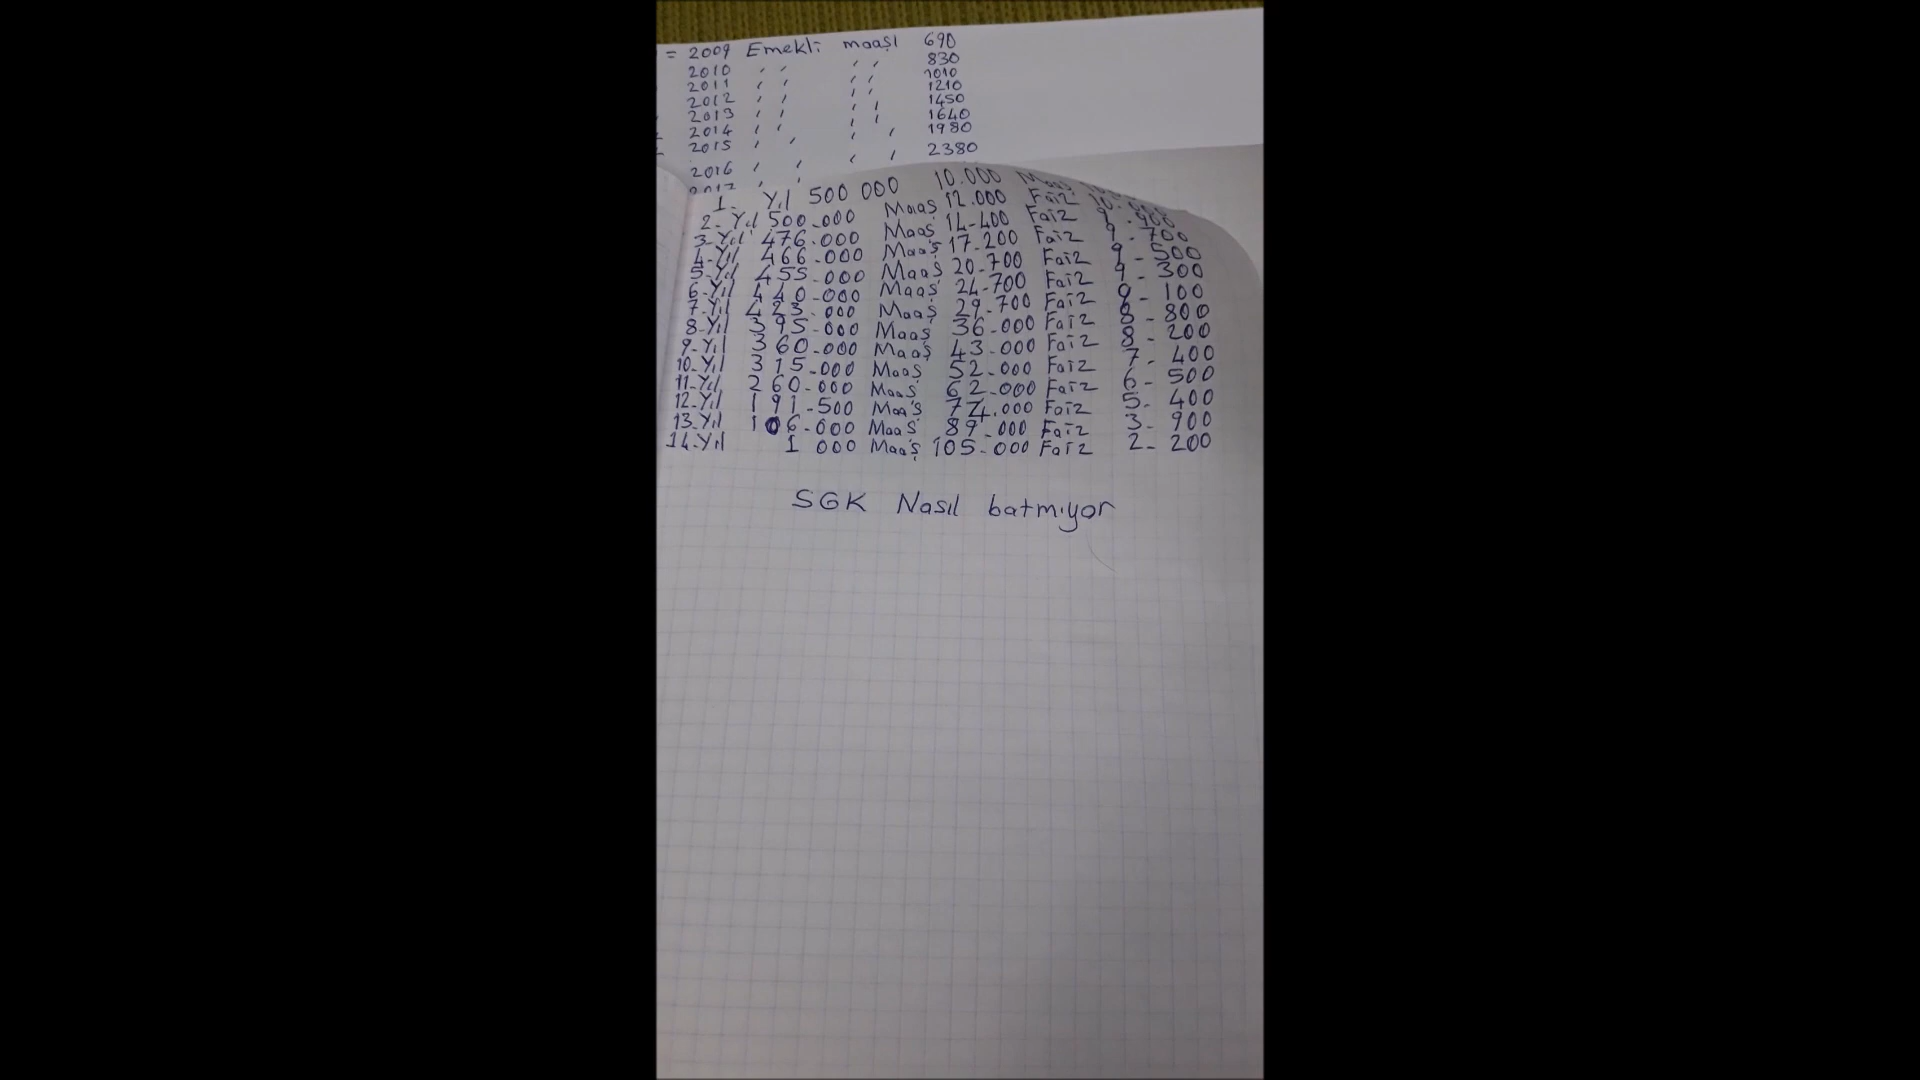 = 2009 Emekli maaşı 690
2010 ,, ,, 830
2011 ,, ,, 1010
2012 ,, ,, 1210
2013 ,, ,, 1450
2014 ,, ,, 1640
2015 , , , , 1980
2016 , , , , 2380
2017
1. Yıl 500 000 10.000
2-Yıl 500-000 Maaş 12.000 Faiz
3-Yıl 476.000 Maaş 14-400 Faiz 9-700
4-Yıl 466-000 Maaş 17-200 Faiz 9-500
5-Yıl 455-000 Maaş 20-700 Faiz 9-300
6-Yıl 440-000 Maaş 24-700 Faiz 9-100
7-Yıl 423-000 Maaş 29-700 Faiz 8-800
8-Yıl 395-000 Maaş 36-000 Faiz 8-200
9-Yıl 360-000 Maaş 43-000 Faiz 7-400
10-Yıl 315-000 Maaş 52-000 Faiz 6-500
11-Yıl 260-000 Maaş 62-000 Faiz 5-400
12-Yıl 191-500 Maaş 74.000 Faiz 3-900
13-Yıl 106-000 Maaş 89-000 Faiz 2-200
14-Yıl 1 000 Maaş 105-000 Faiz
SGK Nasıl batmıyor